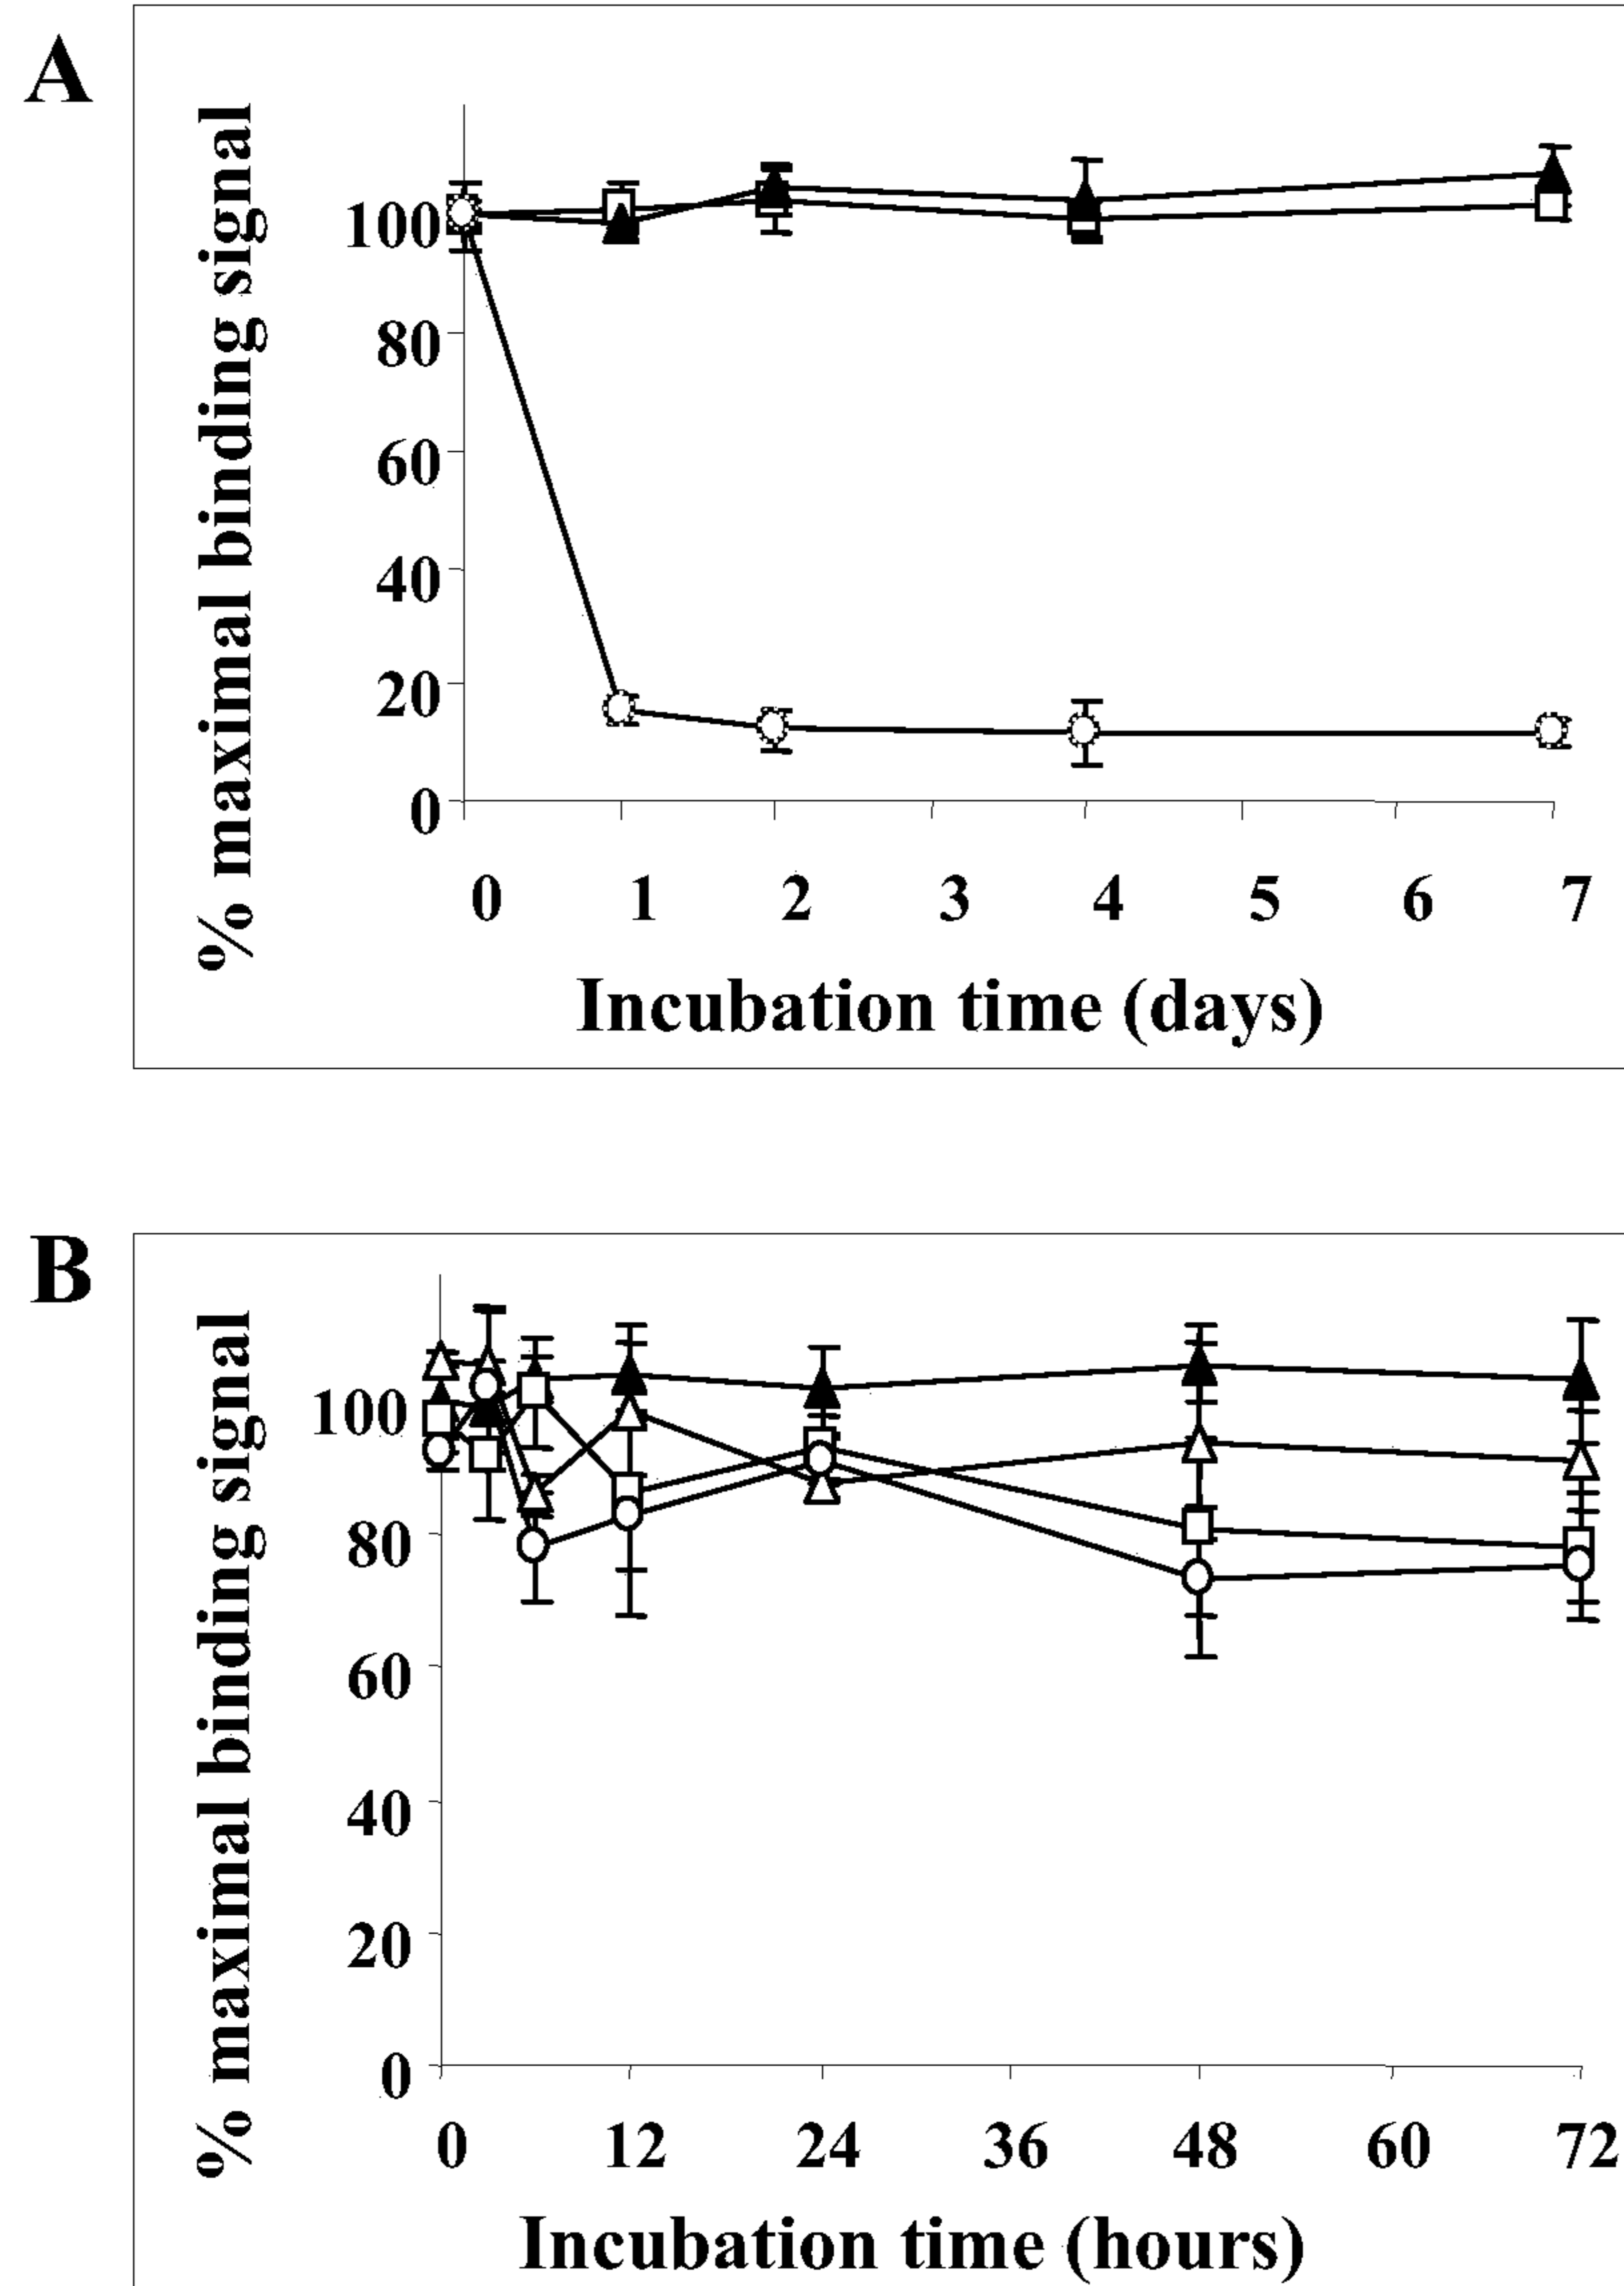 A
% maximal binding signal
100
80
60
40
20
0
0 1 2 3 4 5 6 7
Incubation time (days)
B
% maximal binding signal
100
80
60
40
20
0
0 12 24 36 48 60 72
Incubation time (hours)